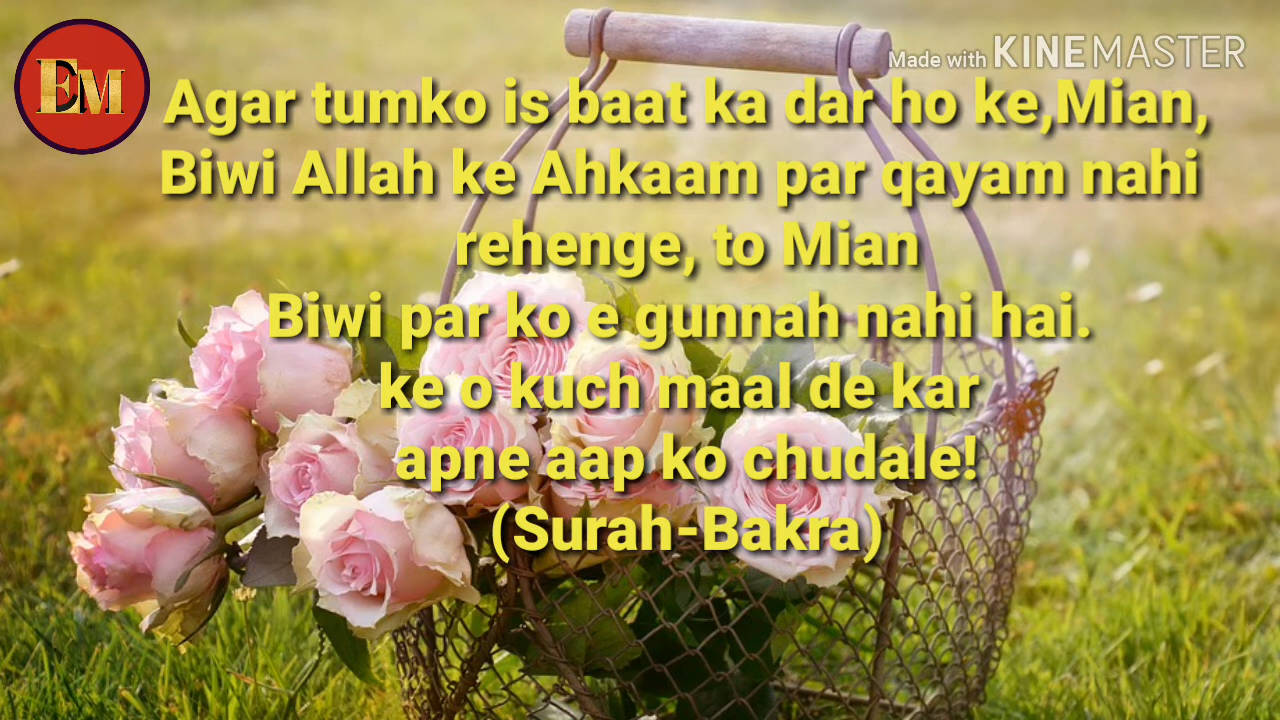 EM
Made with KINEMASTER
Agar tumko is baat ka dar ho ke,Mian,
Biwi Allah ke Ahkaam par qayam nahi
rehenge, to Mian
Biwi par ko e gunnah nahi hai.
ke o kuch maal de kar
apne aap ko chudale!
(Surah-Bakra)